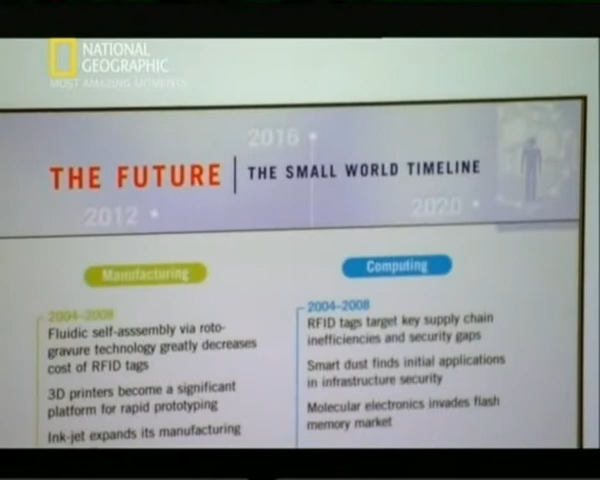 NATIONAL
GEOGRAPHIC
MOST AMAZING MOMENTS
2016
THE FUTURE | THE SMALL WORLD TIMELINE
2012
2020
Manufacturing
2004–2008
Fluidic self-asssembly via roto-
gravure technology greatly decreases
cost of RFID tags
3D printers become a significant
platform for rapid prototyping
Ink-jet expands its manufacturing
Computing
2004–2008
RFID tags target key supply chain
inefficiencies and security gaps
Smart dust finds initial applications
in infrastructure security
Molecular electronics invades flash
memory market